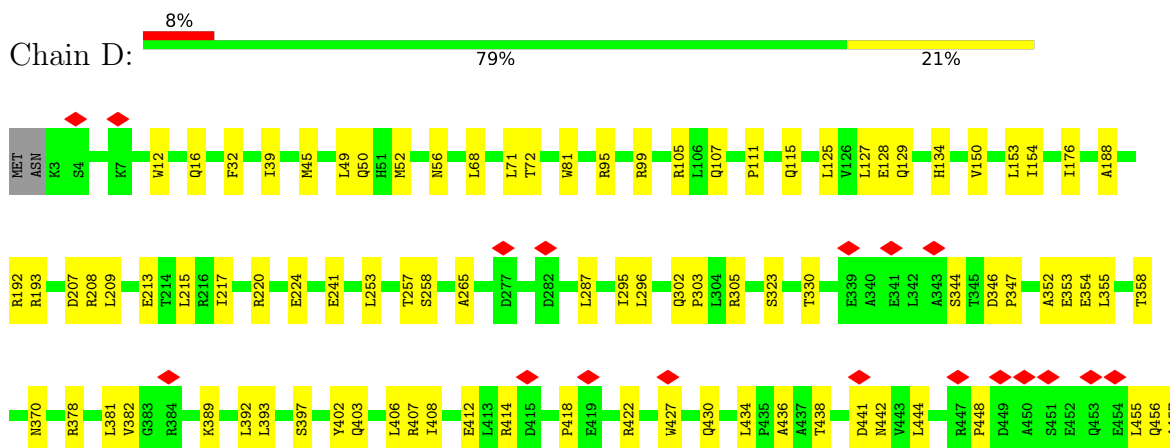 8%
Chain D:
79% 21%
MET ASN K3 S4 K7 W12 Q16 F32 I39 M45 L49 Q50 H51 M52 N56 L68 L71 T72 W81 R95 R99 R105 L106 Q107 P111 Q115 L125 V126 L127 E128 Q129 H134 V150 L153 I154 I176 A188
R192 R193 D207 R208 L209 E213 T214 L215 R216 I217 R220 E224 E241 L253 T257 S258 A265 D277 D282 L287 I295 L296 Q302 P303 L304 R305 S323 T330 E339 A340 E341 L342 A343 S344 T345 D346 P347 A352 E353 E354 L355 T358
N370 R378 L381 V382 G383 R384 K389 L392 L393 S397 Y402 Q403 L406 R407 I408 E412 L413 R414 D415 P418 E419 R422 W427 Q430 L434 P435 A436 A437 T438 D441 N442 V443 L444 R447 P448 D449 A450 S451 E452 Q453 E454 L455 Q456